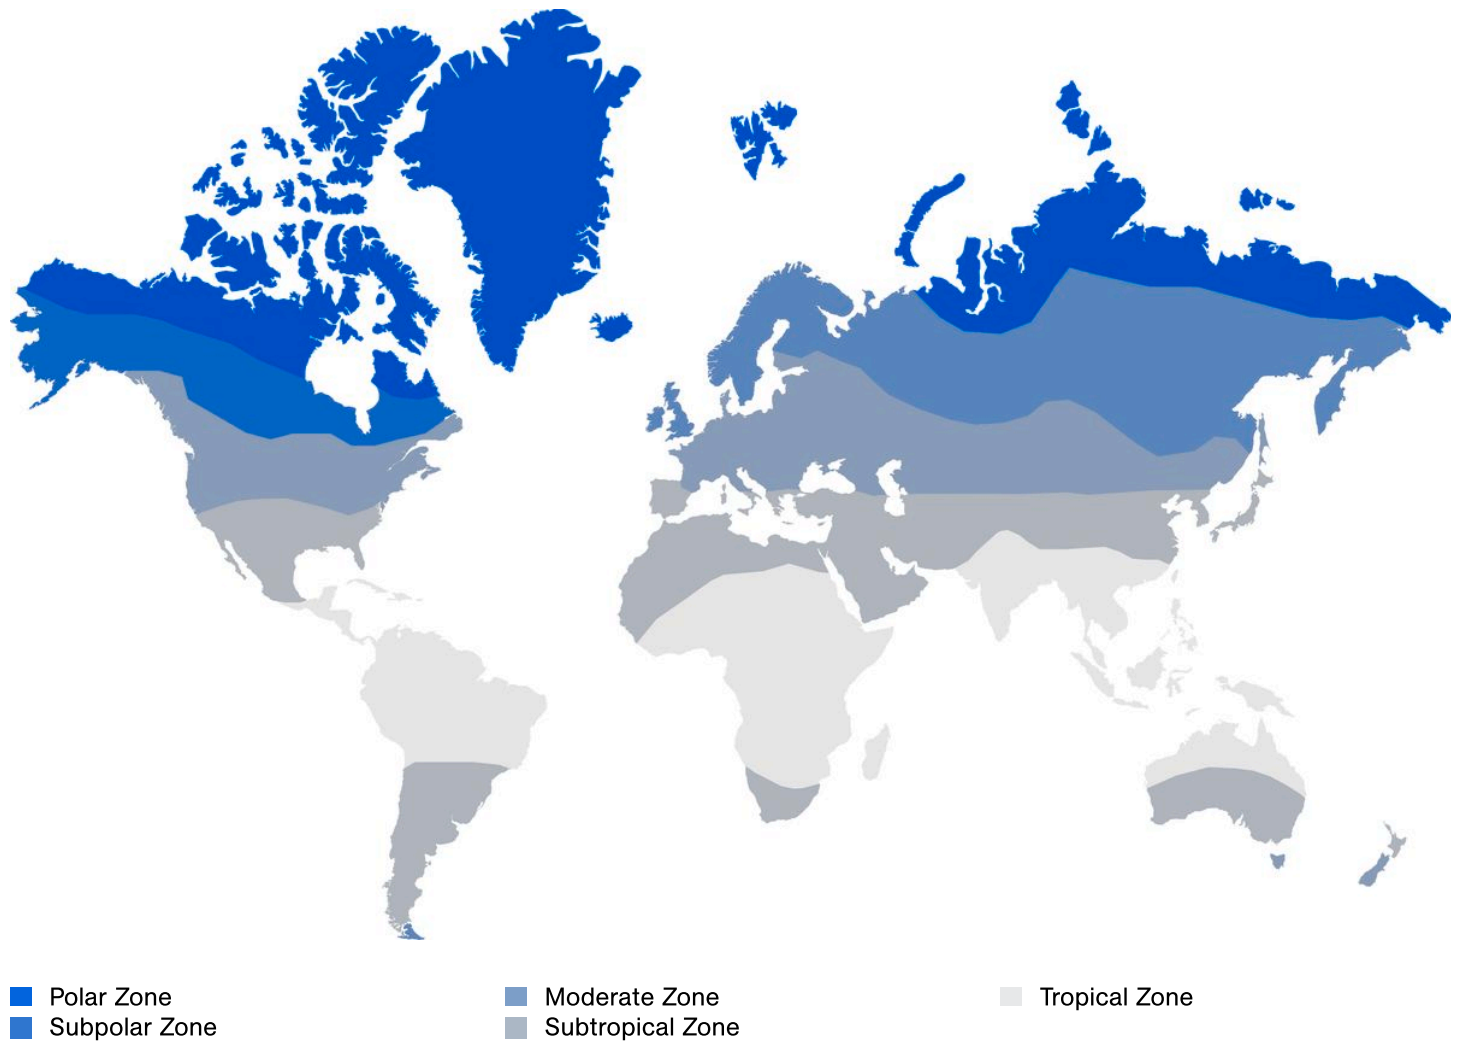 Polar Zone
Subpolar Zone
Moderate Zone
Subtropical Zone
Tropical Zone